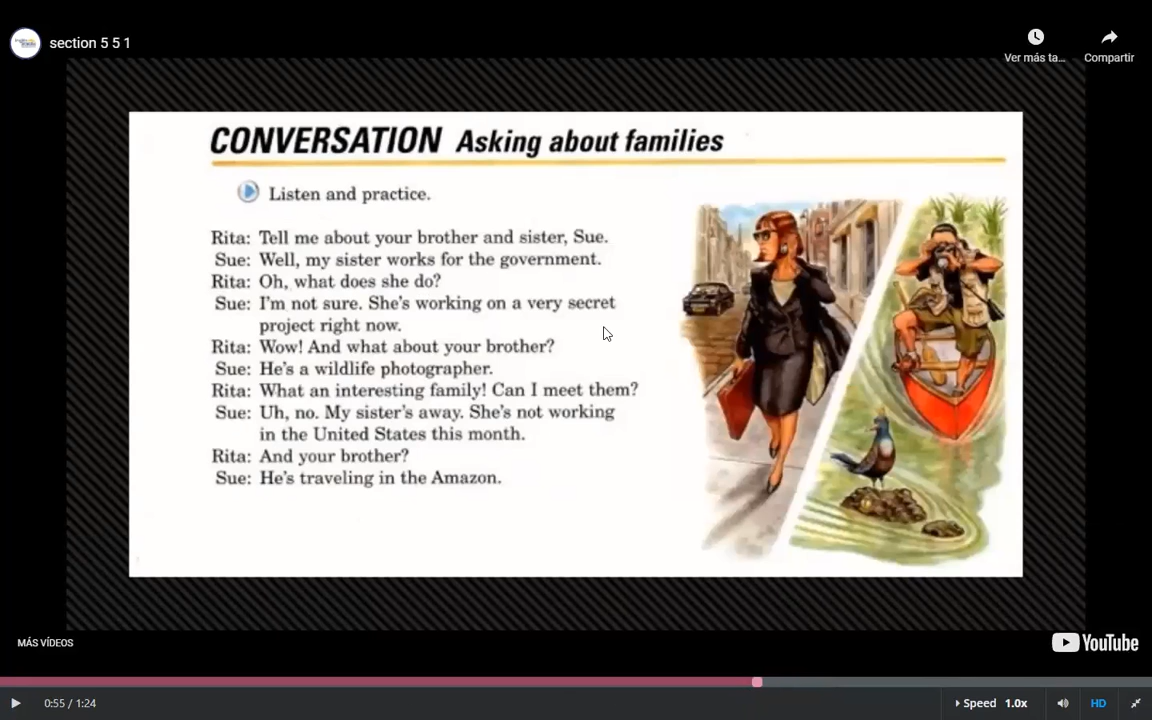 section 5 5 1
Ver más ta...
Compartir
CONVERSATION Asking about families
Listen and practice.
Rita: Tell me about your brother and sister, Sue.
Sue: Well, my sister works for the government.
Rita: Oh, what does she do?
Sue: I'm not sure. She's working on a very secret
project right now.
Rita: Wow! And what about your brother?
Sue: He's a wildlife photographer.
Rita: What an interesting family! Can I meet them?
Sue: Uh, no. My sister's away. She's not working
in the United States this month.
Rita: And your brother?
Sue: He's traveling in the Amazon.
MÁS VÍDEOS
YouTube
0:55 / 1:24
Speed 1.0x
HD